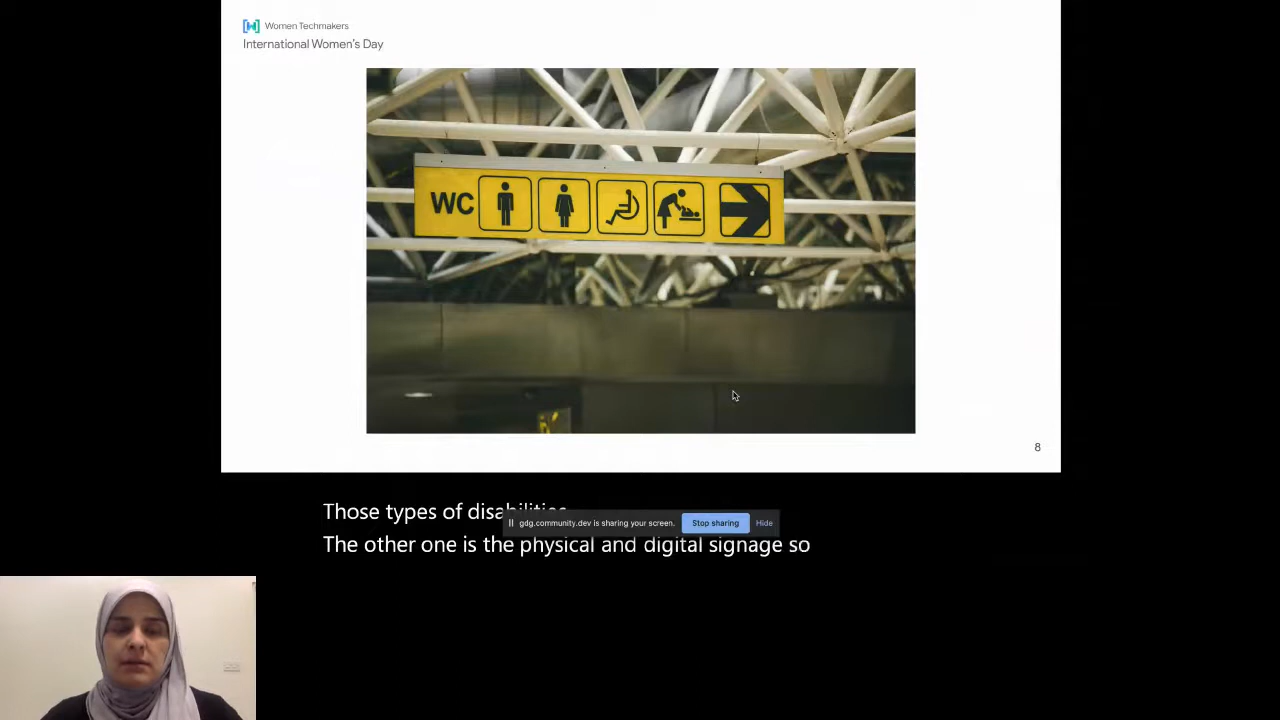 Women Techmakers
International Women's Day
WC
8
Those types of disabilities
gdg.community.dev is sharing your screen. Stop sharing Hide
The other one is the physical and digital signage so